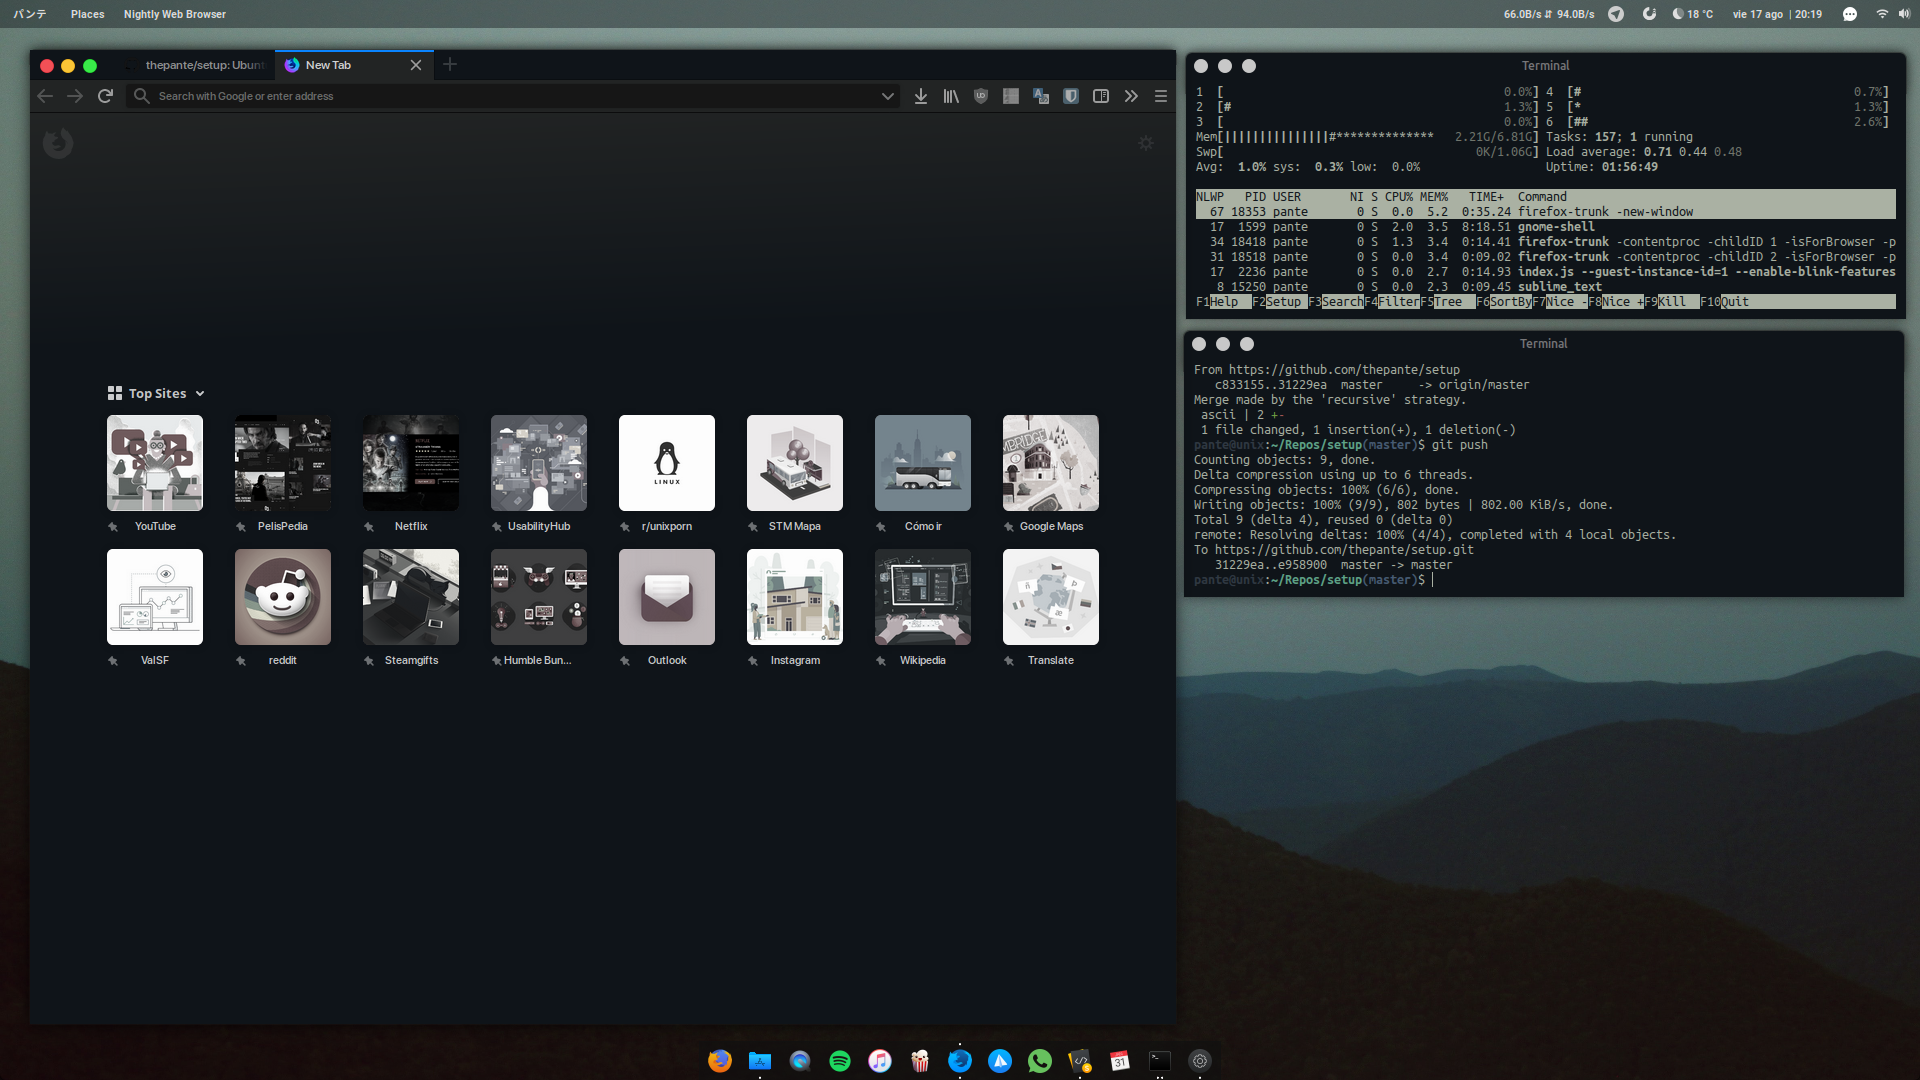 パンテ Places Nightly Web Browser
66.0B/s ⇵ 94.0B/s 18 °C vie 17 ago | 20:19
thepante/setup: Ubunt
New Tab
Search with Google or enter address
Top Sites
YouTube PelisPedia Netflix UsabilityHub r/unixporn STM Mapa Cómo ir Google Maps
LINUX
ValSF reddit Steamgifts Humble Bun... Outlook Instagram Wikipedia Translate
Terminal
1 [ 0.0%] 4 [# 0.7%]
2 [# 1.3%] 5 [* 1.3%]
3 [ 0.0%] 6 [## 2.6%]
Mem[|||||||||||||||#************** 2.21G/6.81G] Tasks: 157; 1 running
Swp[ 0K/1.06G] Load average: 0.71 0.44 0.48
Avg: 1.0% sys: 0.3% low: 0.0% Uptime: 01:56:49
NLWP PID USER NI S CPU% MEM% TIME+ Command
67 18353 pante 0 S 0.0 5.2 0:35.24 firefox-trunk -new-window
17 1599 pante 0 S 2.0 3.5 8:18.51 gnome-shell
34 18418 pante 0 S 1.3 3.4 0:14.41 firefox-trunk -contentproc -childID 1 -isForBrowser -p
31 18518 pante 0 S 0.0 3.4 0:09.02 firefox-trunk -contentproc -childID 2 -isForBrowser -p
17 2236 pante 0 S 0.0 2.7 0:14.93 index.js --guest-instance-id=1 --enable-blink-features
8 15250 pante 0 S 0.0 2.3 0:09.45 sublime_text
F1Help F2Setup F3SearchF4FilterF5Tree F6SortByF7Nice -F8Nice +F9Kill F10Quit
Terminal
From https://github.com/thepante/setup
c833155..31229ea master -> origin/master
Merge made by the 'recursive' strategy.
ascii | 2 +-
1 file changed, 1 insertion(+), 1 deletion(-)
pante@unix:~/Repos/setup(master)$ git push
Counting objects: 9, done.
Delta compression using up to 6 threads.
Compressing objects: 100% (6/6), done.
Writing objects: 100% (9/9), 802 bytes | 802.00 KiB/s, done.
Total 9 (delta 4), reused 0 (delta 0)
remote: Resolving deltas: 100% (4/4), completed with 4 local objects.
To https://github.com/thepante/setup.git
31229ea..e958900 master -> master
pante@unix:~/Repos/setup(master)$
31